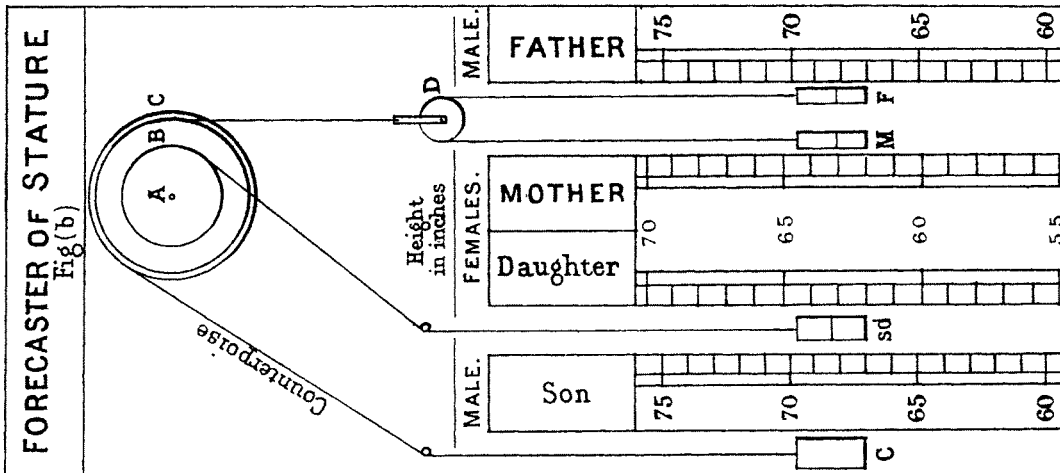 FORECASTER OF STATURE
Fig(b)
A
B
C
Counterpoise
D
Height
in inches
MALE. FEMALES. MALE.
Son Daughter MOTHER FATHER
70
75 75
65
70 70
C sd M F
65 60 65
60 55 60